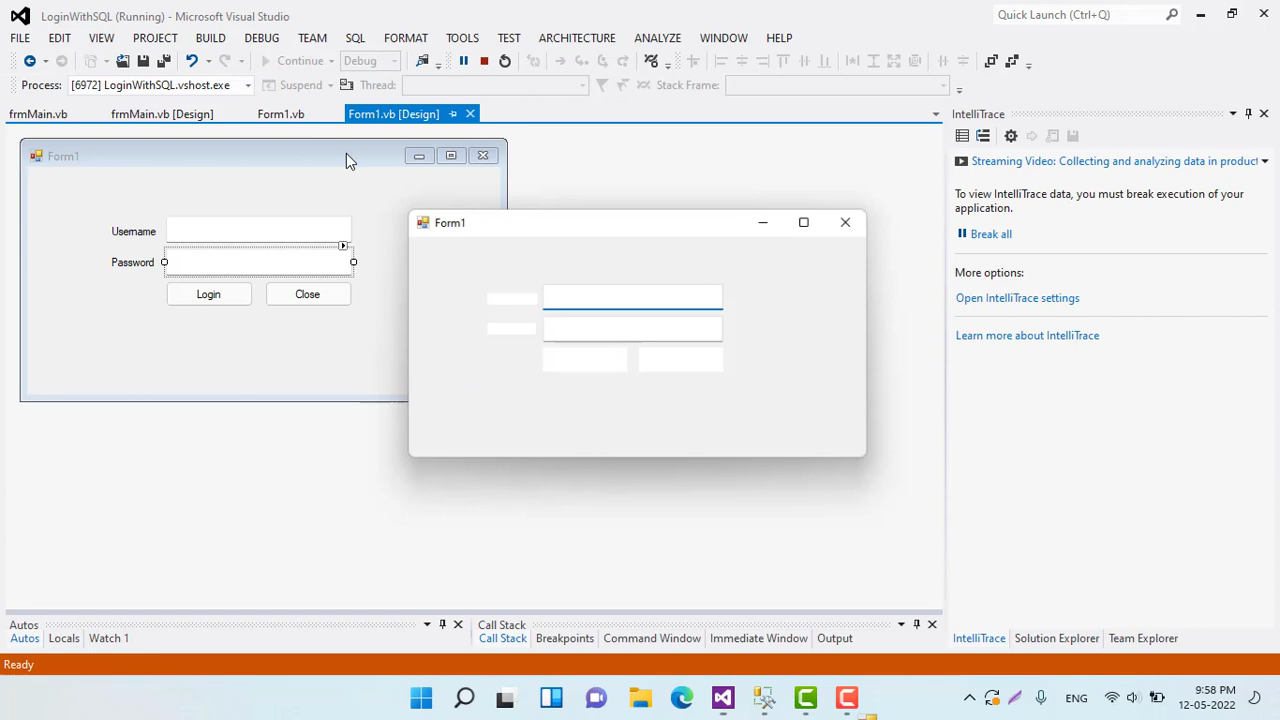 LoginWithSQL (Running) - Microsoft Visual Studio
Quick Launch (Ctrl+Q)
FILE EDIT VIEW PROJECT BUILD DEBUG TEAM SQL FORMAT TOOLS TEST ARCHITECTURE ANALYZE WINDOW HELP
Continue Debug
Process: [6972] LoginWithSQL.vshost.exe Suspend Thread: Stack Frame:
frmMain.vb frmMain.vb [Design] Form1.vb Form1.vb [Design]
Form1
Username
Password
Login Close
Form1
IntelliTrace
Streaming Video: Collecting and analyzing data in product
To view IntelliTrace data, you must break execution of your
application.
Break all
More options:
Open IntelliTrace settings
Learn more about IntelliTrace
Autos
Autos Locals Watch 1
Call Stack
Call Stack Breakpoints Command Window Immediate Window Output
IntelliTrace Solution Explorer Team Explorer
Ready
ENG
9:58 PM
12-05-2022